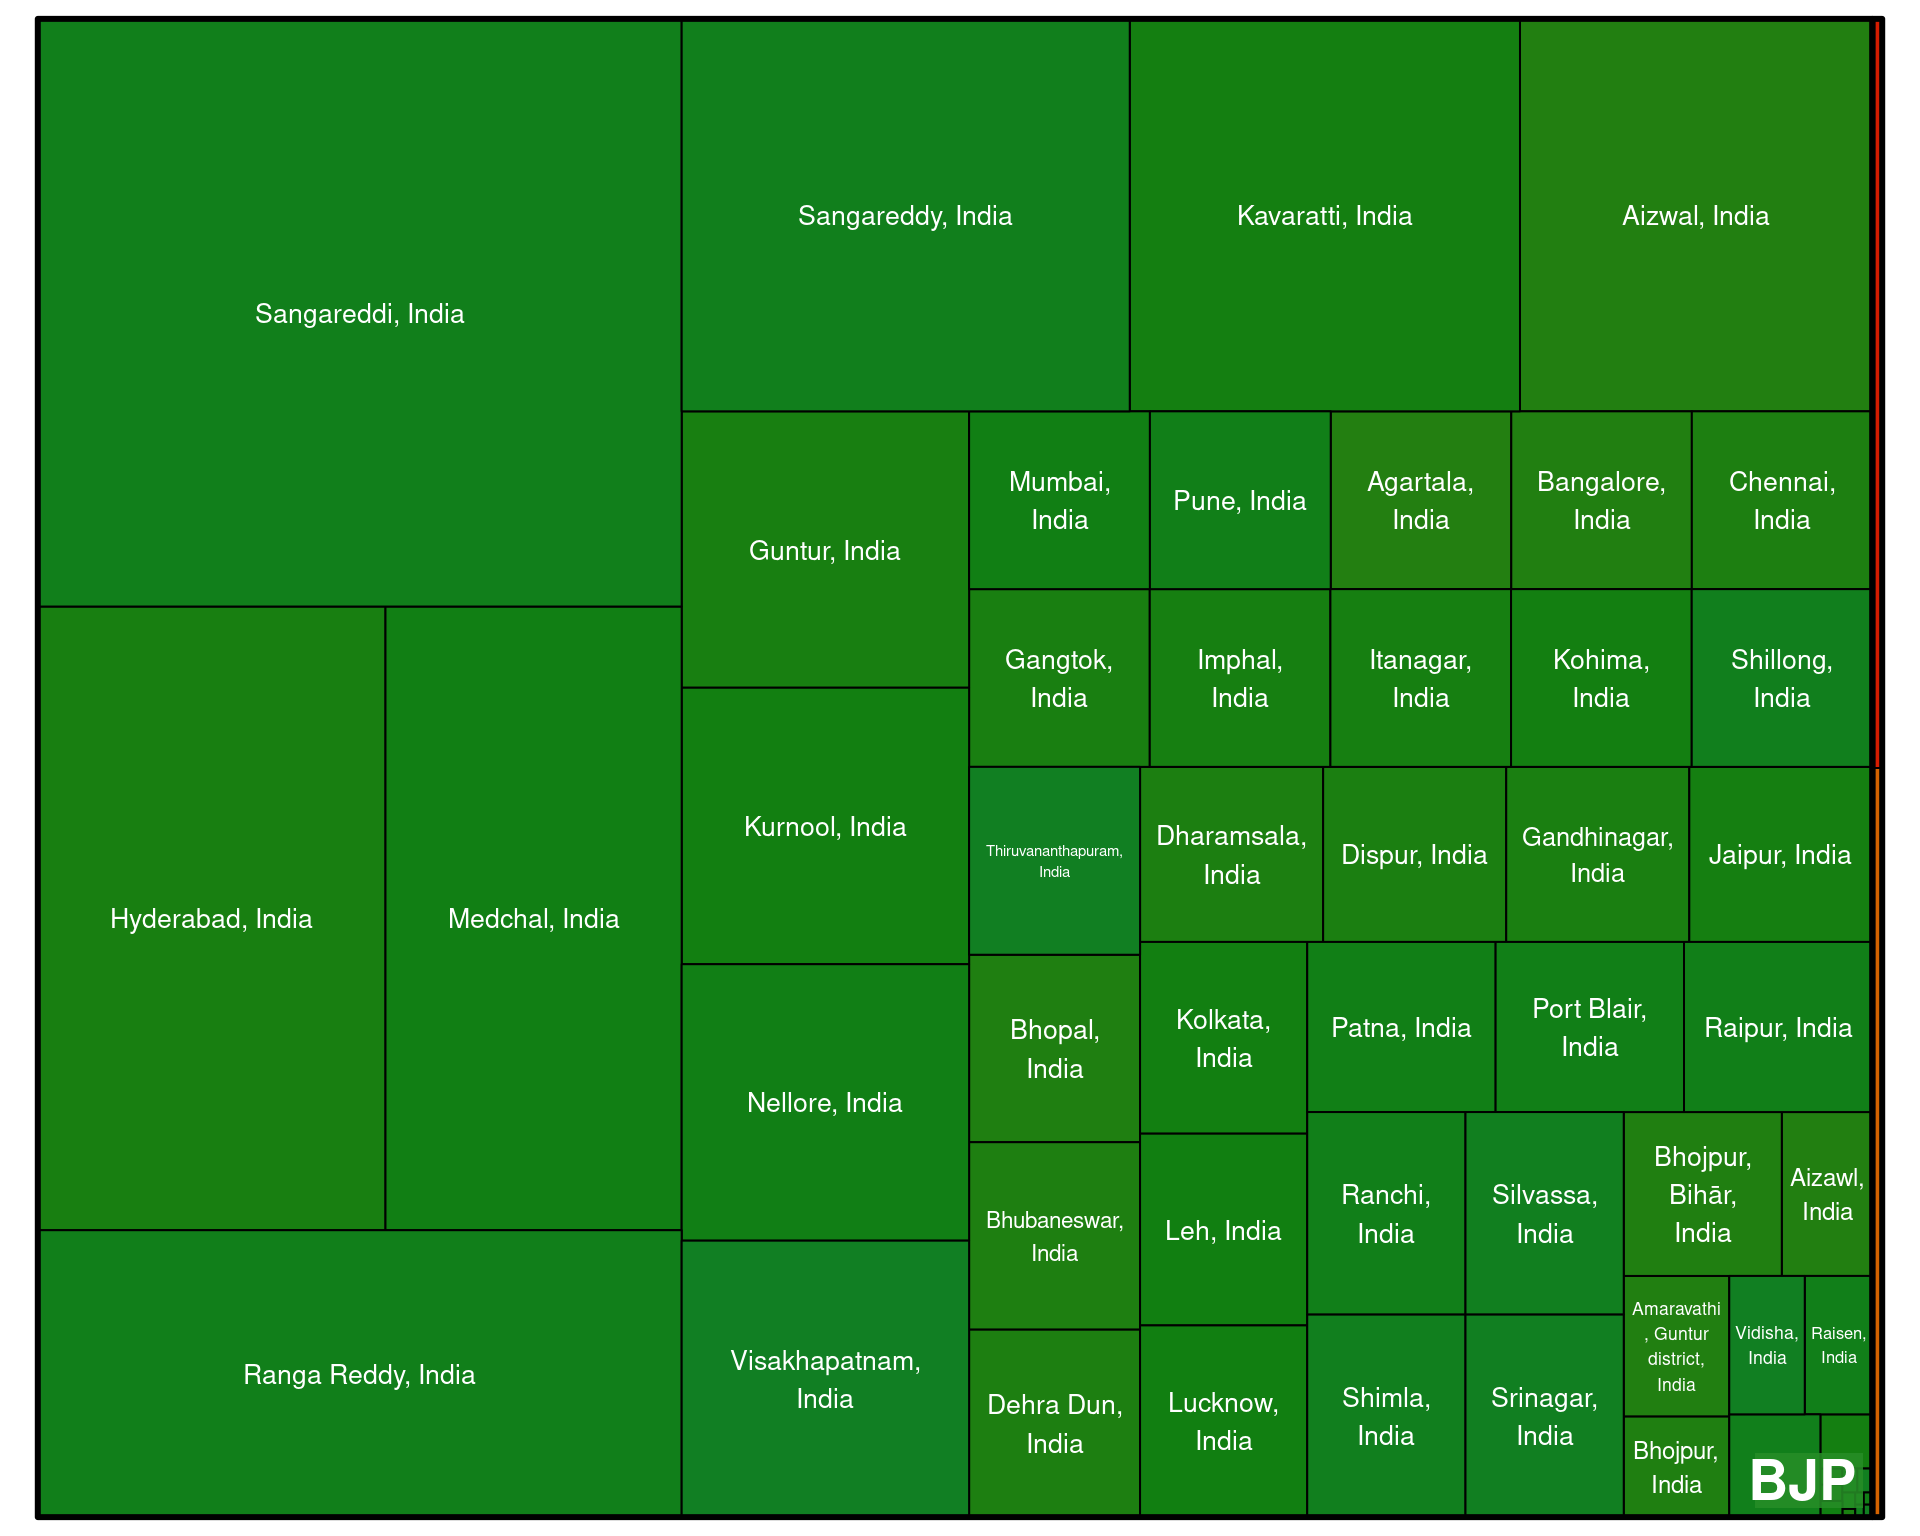 Sangareddi, India
Sangareddy, India
Kavaratti, India
Aizwal, India
Hyderabad, India
Medchal, India
Ranga Reddy, India
Guntur, India
Kurnool, India
Nellore, India
Visakhapatnam,
India
Mumbai,
India
Pune, India
Agartala,
India
Bangalore,
India
Chennai,
India
Gangtok,
India
Imphal,
India
Itanagar,
India
Kohima,
India
Shillong,
India
Thiruvananthapuram,
India
Dharamsala,
India
Dispur, India
Gandhinagar,
India
Jaipur, India
Bhopal,
India
Bhubaneswar,
India
Dehra Dun,
India
Kolkata,
India
Leh, India
Lucknow,
India
Patna, India
Port Blair,
India
Raipur, India
Ranchi,
India
Silvassa,
India
Shimla,
India
Srinagar,
India
Bhojpur,
Bihār,
India
Aizawl,
India
Amaravathi
, Guntur
district,
India
Vidisha,
India
Raisen,
India
Bhojpur,
India
BJP